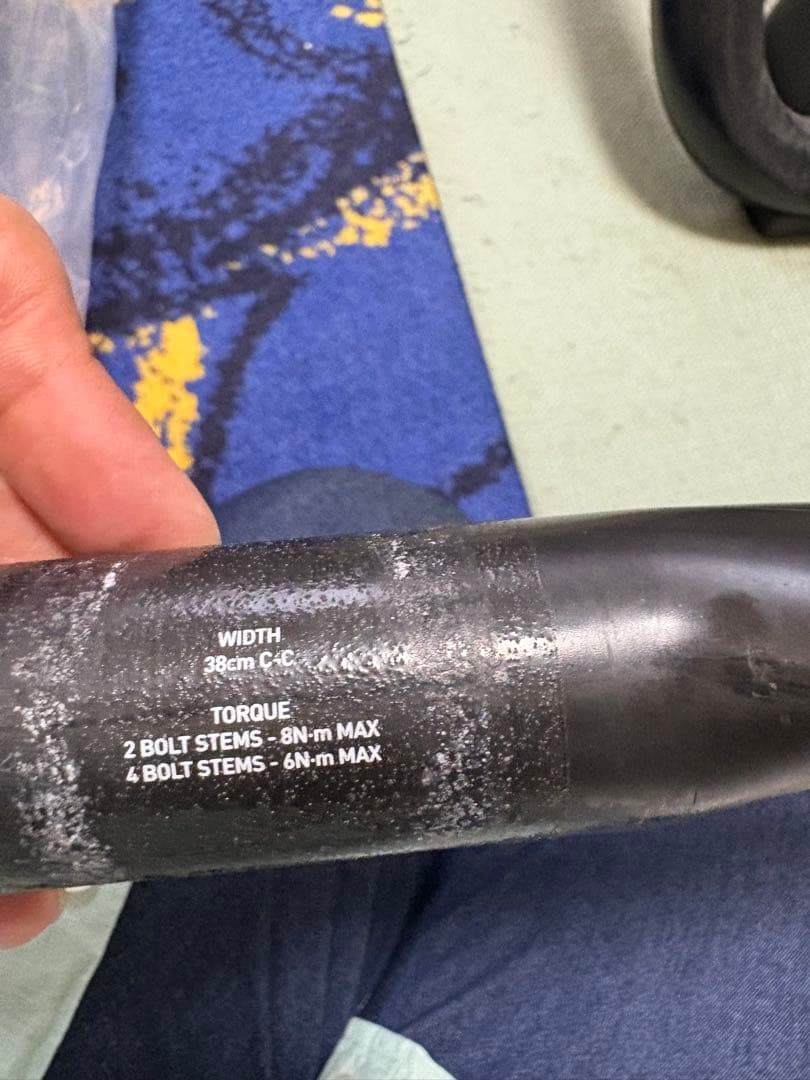 WIDTH
38cm C-C
TORQUE
2 BOLT STEMS - 8N·m MAX
4 BOLT STEMS - 6N·m MAX